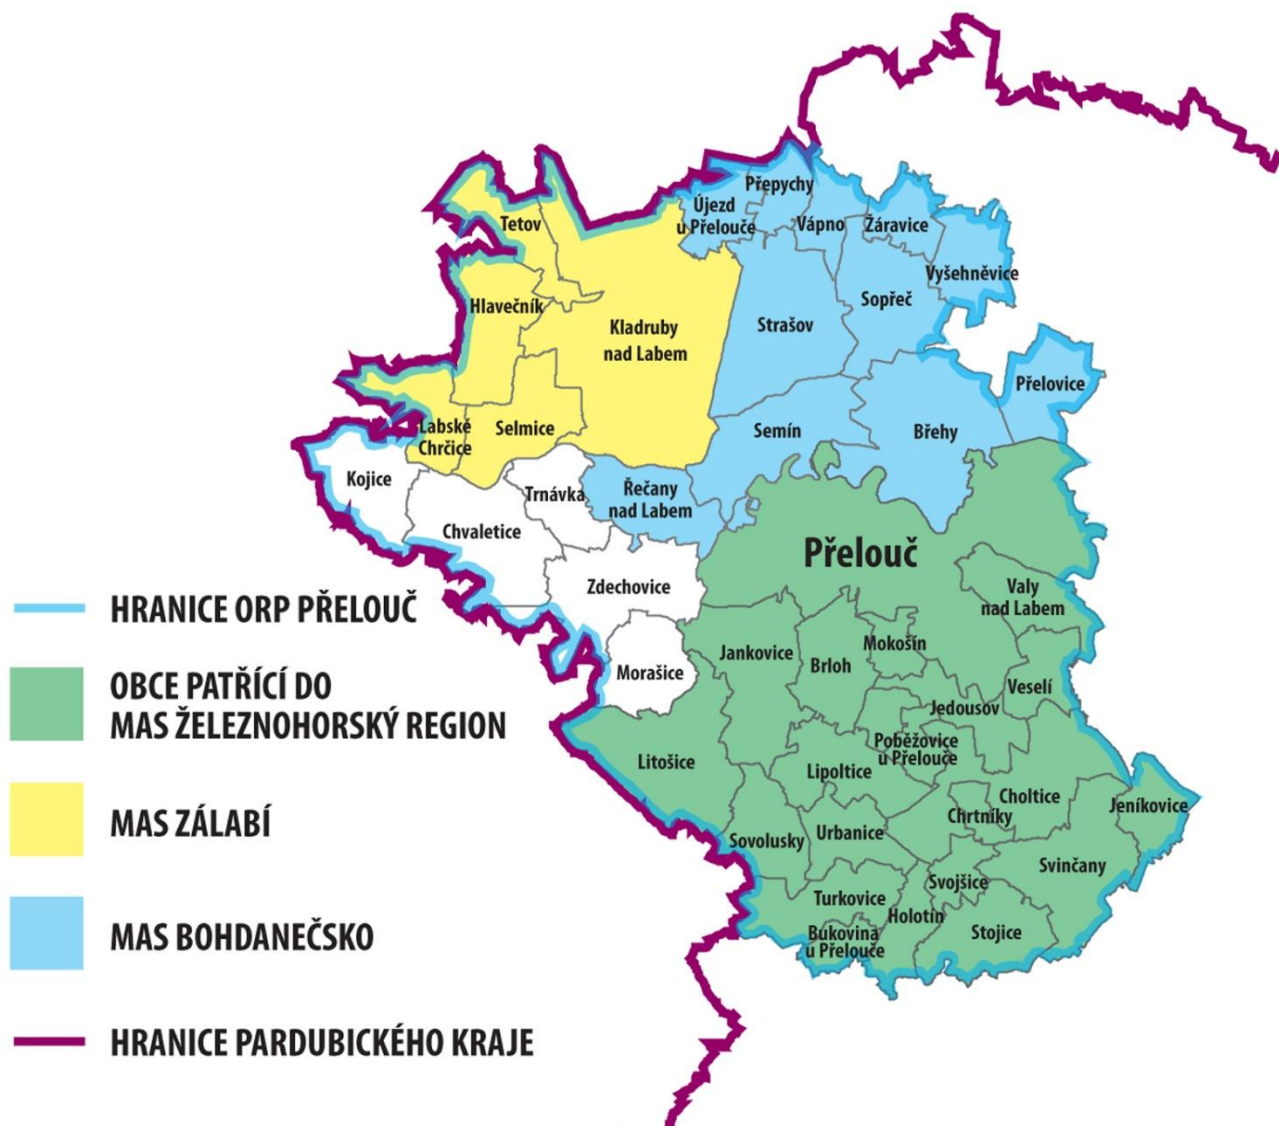 Přepychy
Újezd
u Přelouče
Vápno
Žáravice
Tetov
Vyšehněvice
Hlavečník
Sopřeč
Kladruby
nad Labem
Strašov
Přelovice
Labské
Chrčice
Selmice
Semín
Břehy
Kojice
Trnávka
Řečany
nad Labem
Chvaletice
Přelouč
Zdechovice
Valy
nad Labem
HRANICE ORP PŘELOUČ
Jankovice
Brloh
Mokošín
Morašice
Veselí
OBCE PATŘÍCÍ DO
MAS ŽELEZNOHORSKÝ REGION
Jedousov
Litošice
Poběžovice
u Přelouče
Lipoltice
Choltice
Jeníkovice
MAS ZÁLABÍ
Chrtníky
Sovolusky
Urbanice
Svinčany
Svojšice
Turkovice
Holotín
MAS BOHDANEČSKO
Bukovina
u Přelouče
Stojice
HRANICE PARDUBICKÉHO KRAJE